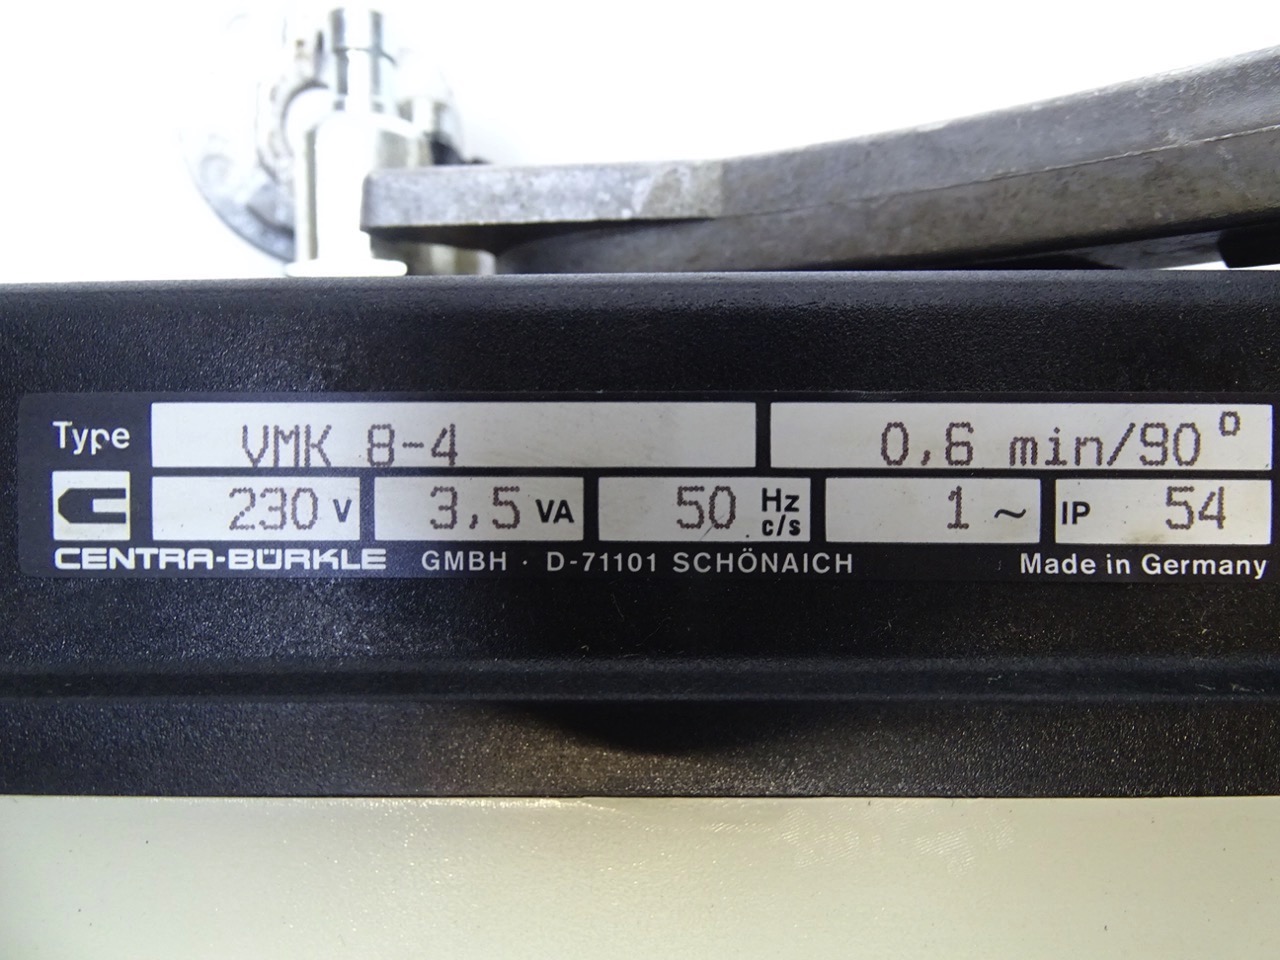 Type VMK 8-4 0,6 min/90°
230 V 3,5 VA 50 Hz c/s 1 ~ IP 54
CENTRA-BÜRKLE GMBH · D-71101 SCHÖNAICH Made in Germany